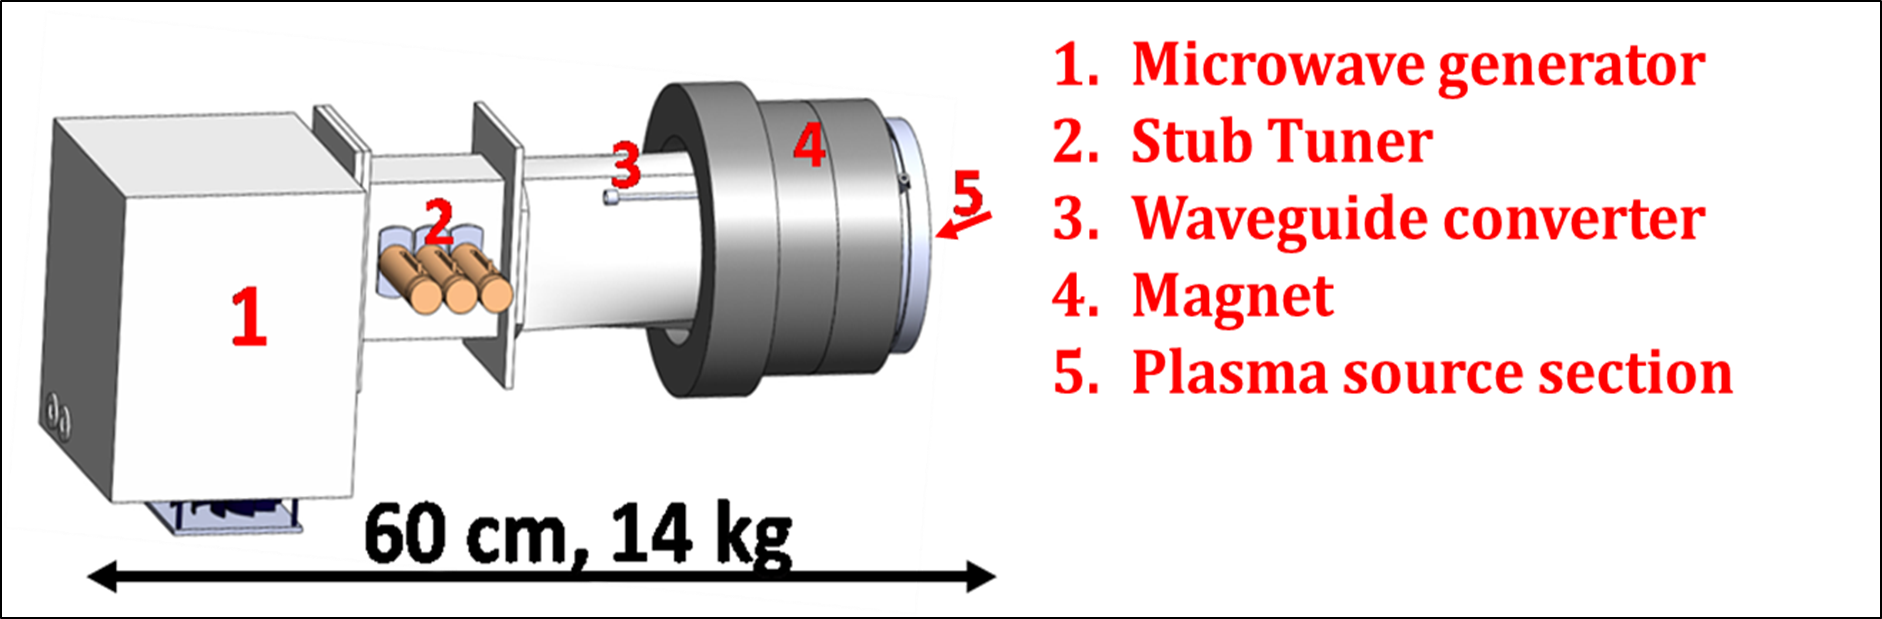 1. Microwave generator
2. Stub Tuner
3. Waveguide converter
4. Magnet
5. Plasma source section
1
2
3
4
5
60 cm, 14 kg